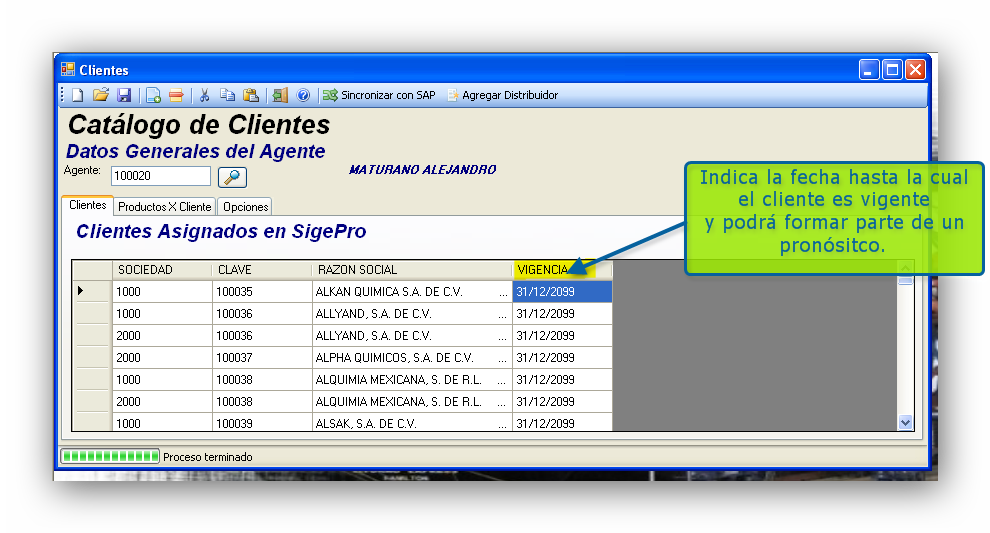 Clientes
Sincronizar con SAP Agregar Distribuidor
Catálogo de Clientes
Datos Generales del Agente
Agente: 100020 MATURANO ALEJANDRO
Indica la fecha hasta la cual
el cliente es vigente
y podrá formar parte de un
pronósitco.
Clientes Productos X Cliente Opciones
Clientes Asignados en SigePro
SOCIEDAD CLAVE RAZON SOCIAL VIGENCIA
1000 100035 ALKAN QUIMICA S.A. DE C.V. ... 31/12/2099
1000 100036 ALLYAND, S.A. DE C.V. ... 31/12/2099
2000 100036 ALLYAND, S.A. DE C.V. ... 31/12/2099
2000 100037 ALPHA QUIMICOS, S.A. DE C.V. ... 31/12/2099
1000 100038 ALQUIMIA MEXICANA, S. DE R.L. ... 31/12/2099
2000 100038 ALQUIMIA MEXICANA, S. DE R.L. ... 31/12/2099
1000 100039 ALSAK, S.A. DE C.V. ... 31/12/2099
Proceso terminado
HAMILTON